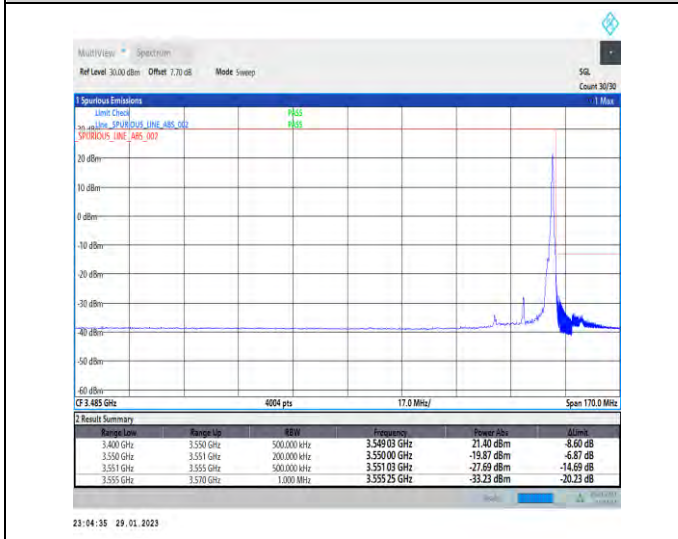 MultiView Spectrum
Ref Level 30.00 dBm Offset 7.70 dB Mode Sweep SGL
Count 30/30
1 Spurious Emissions 1 Max
Limit Check PASS
Line _SPURIOUS_LINE_ABS_002 PASS
_SPURIOUS_LINE_ABS_002
20 dBm
10 dBm
0 dBm
-10 dBm
-20 dBm
-30 dBm
-40 dBm
-50 dBm
-60 dBm
CF 3.485 GHz 4004 pts 17.0 MHz/ Span 170.0 MHz
2 Result Summary
Range Low Range Up RBW Frequency Power Abs ΔLimit
3.400 GHz 3.550 GHz 500.000 kHz 3.549 03 GHz 21.40 dBm -8.60 dB
3.550 GHz 3.551 GHz 200.000 kHz 3.550 00 GHz -19.87 dBm -6.87 dB
3.551 GHz 3.555 GHz 500.000 kHz 3.551 03 GHz -27.69 dBm -14.69 dB
3.555 GHz 3.570 GHz 1.000 MHz 3.555 25 GHz -33.23 dBm -20.23 dB
23:04:35 29.01.2023